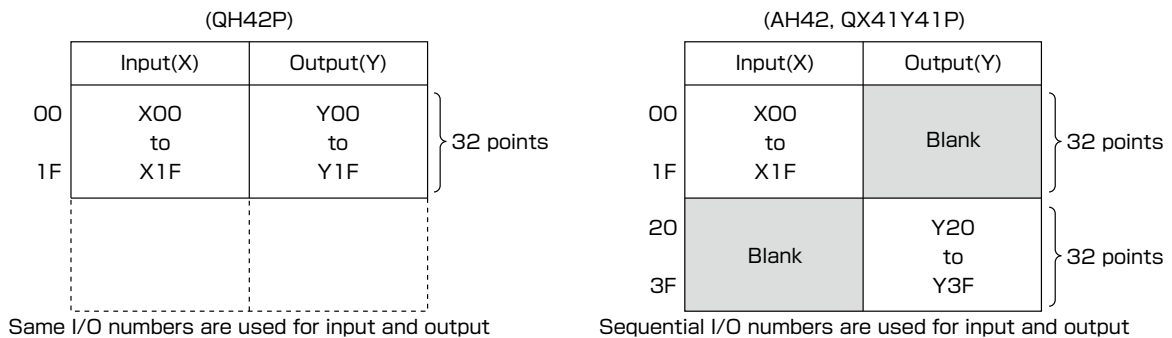 (QH42P)
Input(X) Output(Y)
00 X00 Y00
to to
1F X1F Y1F
32 points
Same I/O numbers are used for input and output
(AH42, QX41Y41P)
Input(X) Output(Y)
00 X00
to Blank
1F X1F
32 points
20 Y20
Blank to
3F Y3F
32 points
Sequential I/O numbers are used for input and output